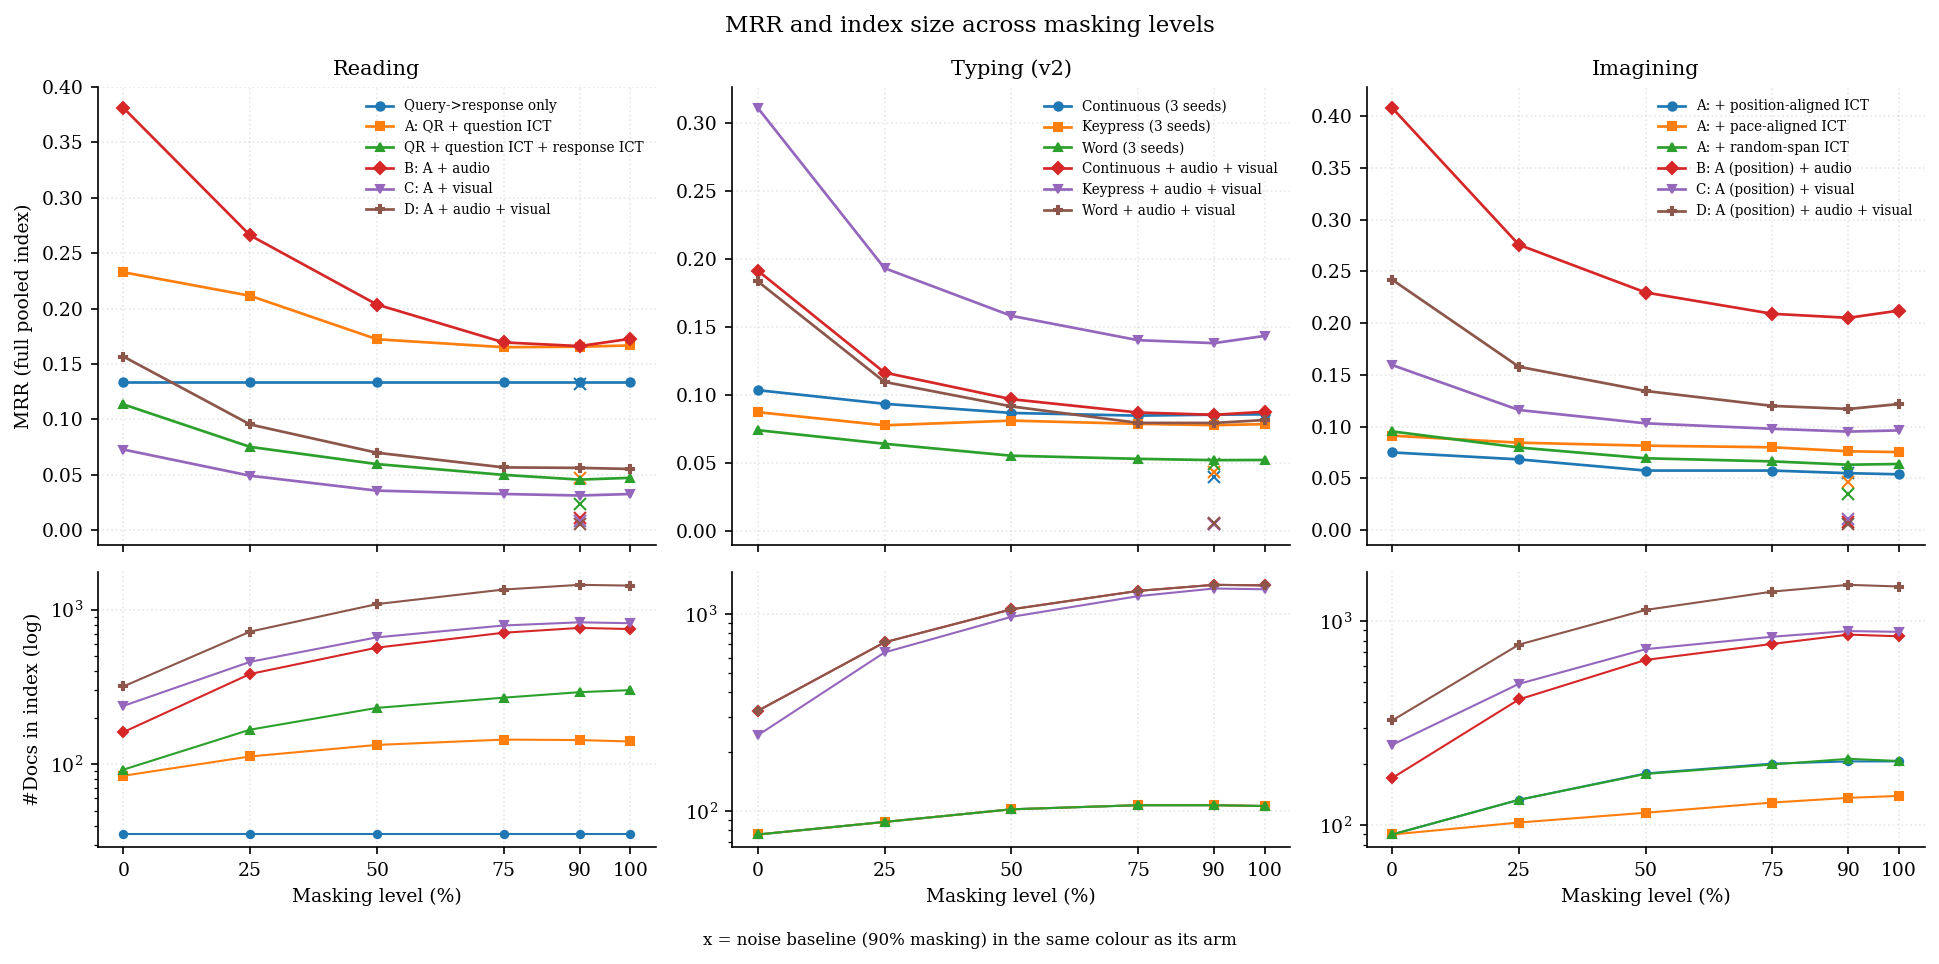 MRR and index size across masking levels
Reading
Typing (v2)
Imagining
MRR (full pooled index)
0.40
0.35
0.30
0.25
0.20
0.15
0.10
0.05
0.00
Query->response only
A: QR + question ICT
QR + question ICT + response ICT
B: A + audio
C: A + visual
D: A + audio + visual
0.30
0.25
0.20
0.15
0.10
0.05
0.00
Continuous (3 seeds)
Keypress (3 seeds)
Word (3 seeds)
Continuous + audio + visual
Keypress + audio + visual
Word + audio + visual
0.40
0.35
0.30
0.25
0.20
0.15
0.10
0.05
0.00
A: + position-aligned ICT
A: + pace-aligned ICT
A: + random-span ICT
B: A (position) + audio
C: A (position) + visual
D: A (position) + audio + visual
#Docs in index (log)
10³
10²
0 25 50 75 90 100
Masking level (%)
10³
10²
0 25 50 75 90 100
Masking level (%)
10³
10²
0 25 50 75 90 100
Masking level (%)
x = noise baseline (90% masking) in the same colour as its arm